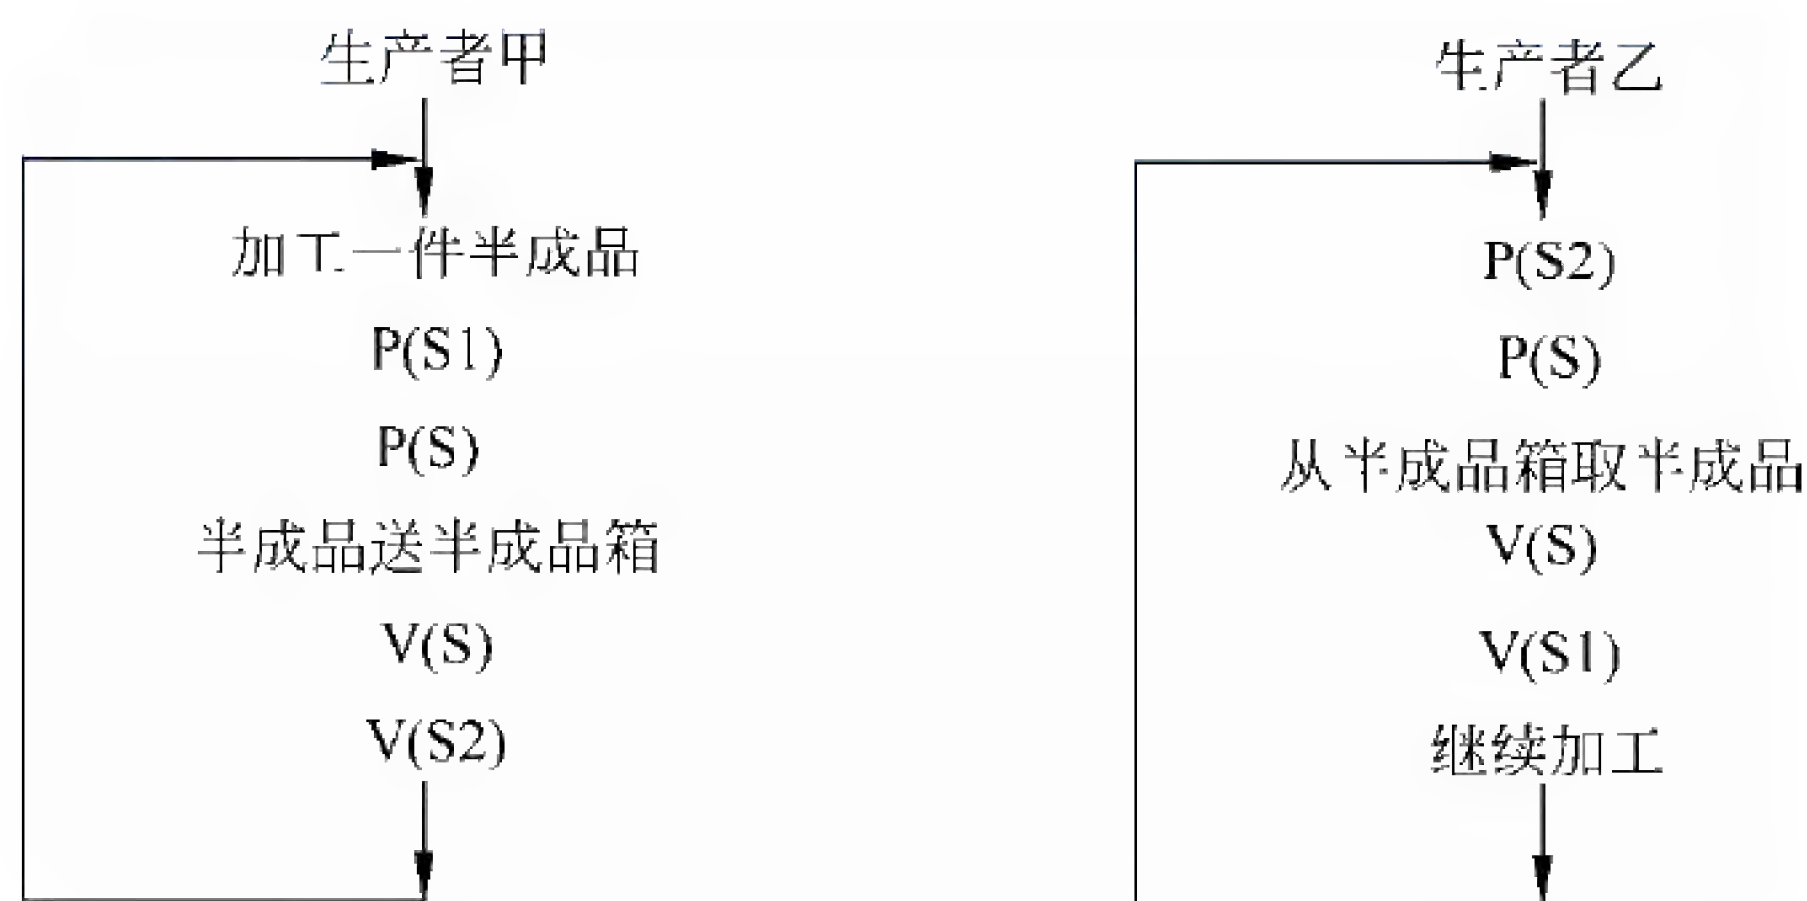 生产者甲
加工一件半成品
P(S1)
P(S)
半成品送半成品箱
V(S)
V(S2)
生产者乙
P(S2)
P(S)
从半成品箱取半成品
V(S)
V(S1)
继续加工